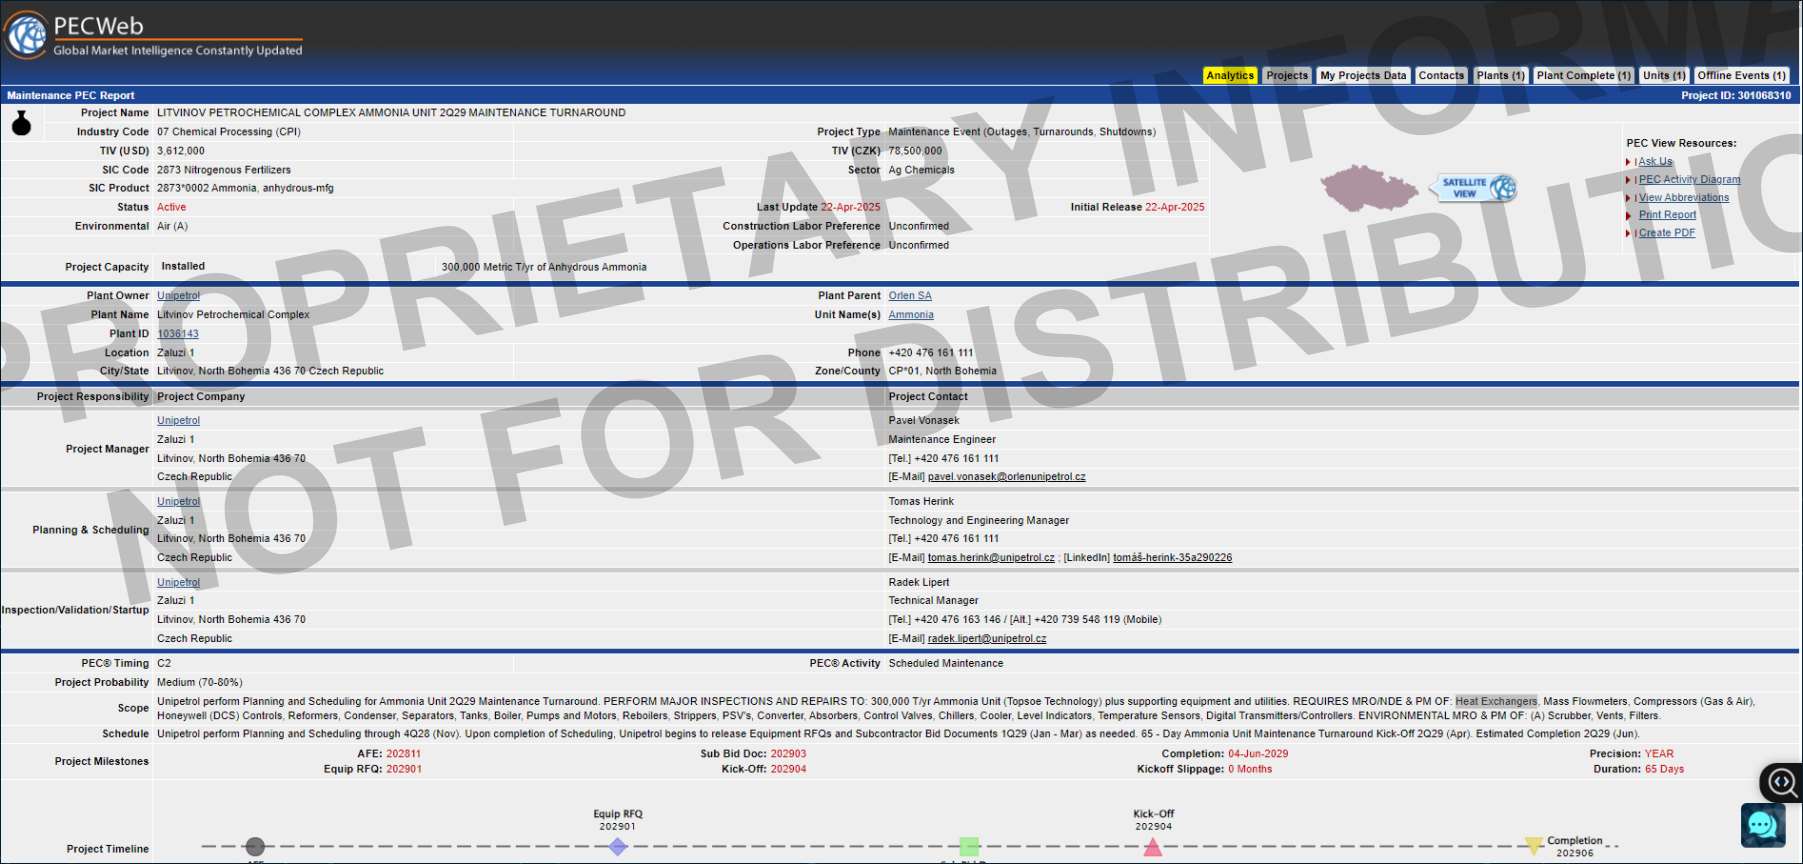 PECWeb
Global Market Intelligence Constantly Updated
Analytics Projects My Projects Data Contacts Plants (1) Plant Complete (1) Units (1) Offline Events (1)
Maintenance PEC Report Project ID: 301068310
Project Name LITVINOV PETROCHEMICAL COMPLEX AMMONIA UNIT 2Q29 MAINTENANCE TURNAROUND
Industry Code 07 Chemical Processing (CPI) Project Type Maintenance Event (Outages, Turnarounds, Shutdowns)
TIV (USD) 3,612,000 TIV (CZK) 78,500,000
SIC Code 2873 Nitrogenous Fertilizers Sector Ag Chemicals
SIC Product 2873*0002 Ammonia, anhydrous-mfg
Status Active Last Update 22-Apr-2025 Initial Release 22-Apr-2025
Environmental Air (A) Construction Labor Preference Unconfirmed
Operations Labor Preference Unconfirmed
SATELLITE VIEW
PEC View Resources:
Ask Us
PEC Activity Diagram
View Abbreviations
Print Report
Create PDF
Project Capacity Installed 300,000 Metric T/yr of Anhydrous Ammonia
Plant Owner Unipetrol Plant Parent Orlen SA
Plant Name Litvinov Petrochemical Complex Unit Name(s) Ammonia
Plant ID 1036143
Location Zaluzi 1 Phone +420 476 161 111
City/State Litvinov, North Bohemia 436 70 Czech Republic Zone/County CP*01, North Bohemia
Project Responsibility Project Company Project Contact
Project Manager
Unipetrol Pavel Vonasek
Zaluzi 1 Maintenance Engineer
Litvinov, North Bohemia 436 70 [Tel.] +420 476 161 111
Czech Republic [E-Mail] pavel.vonasek@orlenunipetrol.cz
Planning & Scheduling
Unipetrol Tomas Herink
Zaluzi 1 Technology and Engineering Manager
Litvinov, North Bohemia 436 70 [Tel.] +420 476 161 111
Czech Republic [E-Mail] tomas.herink@unipetrol.cz ; [LinkedIn] tomáš-herink-35a290226
Inspection/Validation/Startup
Unipetrol Radek Lipert
Zaluzi 1 Technical Manager
Litvinov, North Bohemia 436 70 [Tel.] +420 476 163 146 / [Alt.] +420 739 548 119 (Mobile)
Czech Republic [E-Mail] radek.lipert@unipetrol.cz
PEC® Timing C2 PEC® Activity Scheduled Maintenance
Project Probability Medium (70-80%)
Scope Unipetrol perform Planning and Scheduling for Ammonia Unit 2Q29 Maintenance Turnaround. PERFORM MAJOR INSPECTIONS AND REPAIRS TO: 300,000 T/yr Ammonia Unit (Topsoe Technology) plus supporting equipment and utilities. REQUIRES MRO/NDE & PM OF: Heat Exchangers, Mass Flowmeters, Compressors (Gas & Air),
Honeywell (DCS) Controls, Reformers, Condenser, Separators, Tanks, Boiler, Pumps and Motors, Reboilers, Strippers, PSV's, Converter, Absorbers, Control Valves, Chillers, Cooler, Level Indicators, Temperature Sensors, Digital Transmitters/Controllers. ENVIRONMENTAL MRO & PM OF: (A) Scrubber, Vents, Filters.
Schedule Unipetrol perform Planning and Scheduling through 4Q28 (Nov). Upon completion of Scheduling, Unipetrol begins to release Equipment RFQs and Subcontractor Bid Documents 1Q29 (Jan - Mar) as needed. 65 - Day Ammonia Unit Maintenance Turnaround Kick-Off 2Q29 (Apr). Estimated Completion 2Q29 (Jun).
Project Milestones
AFE: 202811 Sub Bid Doc: 202903 Completion: 04-Jun-2029 Precision: YEAR
Equip RFQ: 202901 Kick-Off: 202904 Kickoff Slippage: 0 Months Duration: 65 Days
Project Timeline
Equip RFQ
202901
Kick-Off
202904
Completion
202906
PROPRIETARY INFORMA
NOT FOR DISTRIBUTIO